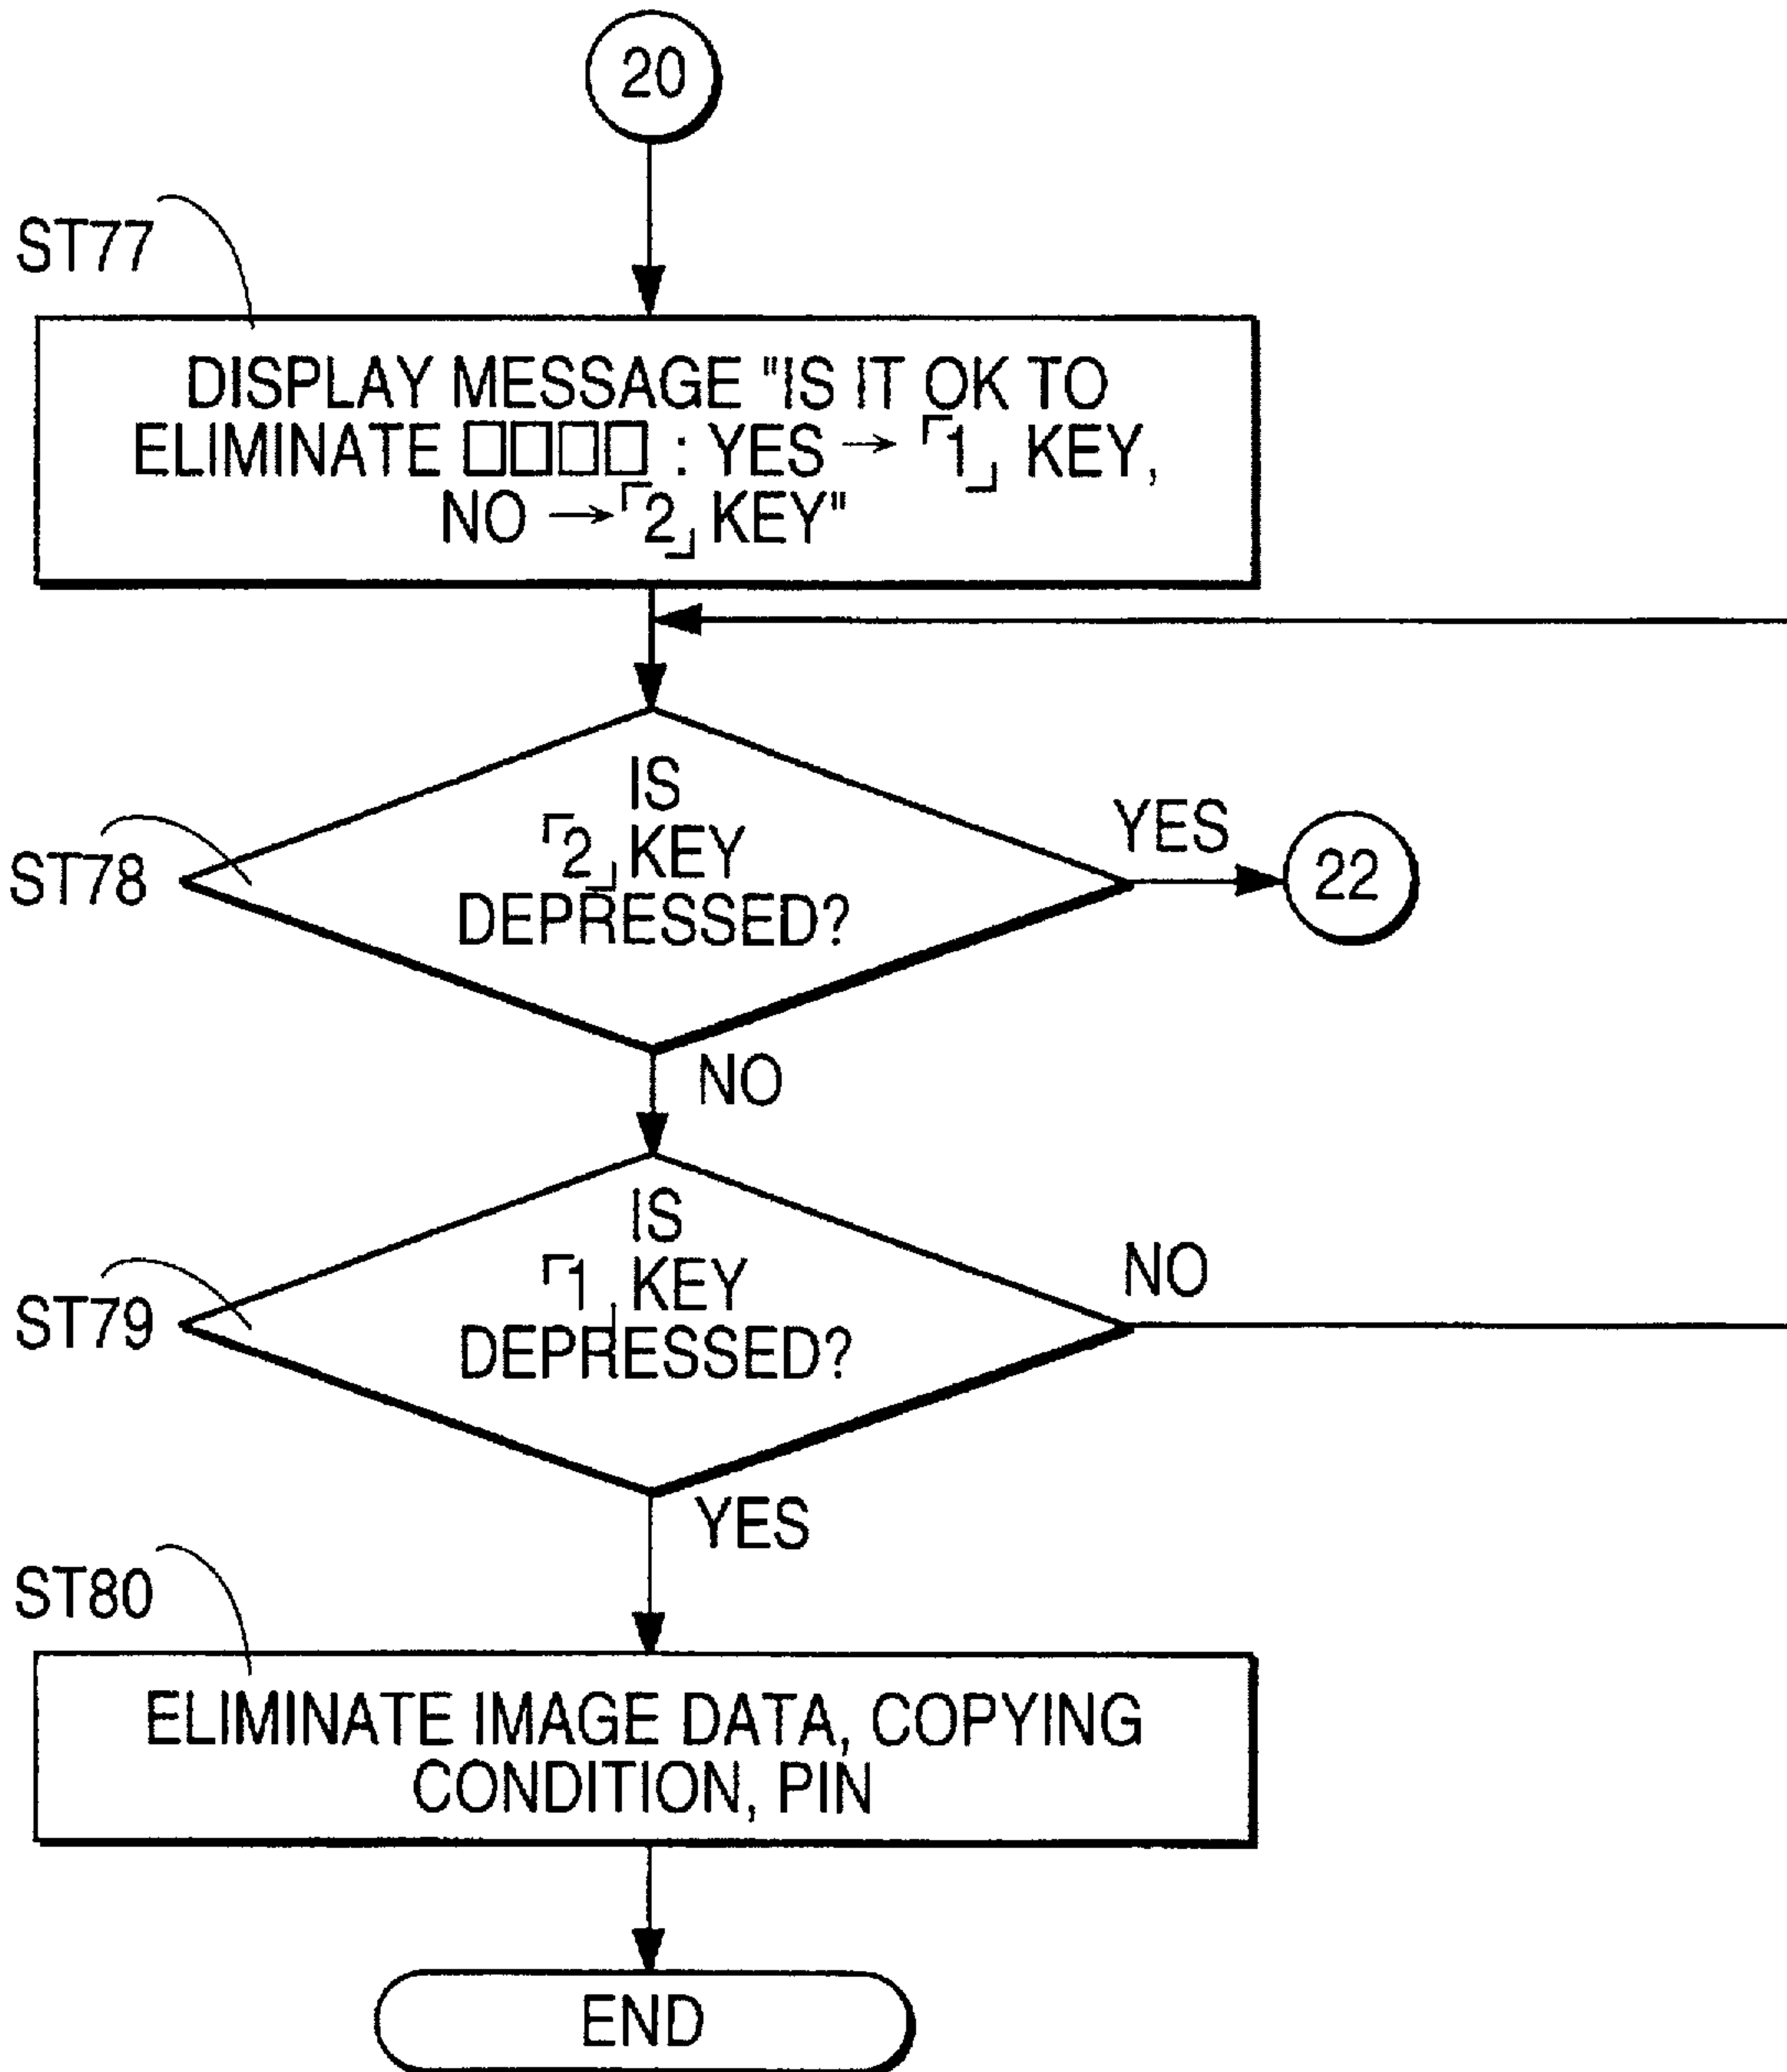 20
ST77
DISPLAY MESSAGE "IS IT OK TO
ELIMINATE □□□□ : YES → 「1」 KEY,
NO →「2」 KEY"
IS
「2」 KEY
DEPRESSED?
ST78
YES
22
NO
IS
「1」 KEY
DEPRESSED?
ST79
NO
YES
ST80
ELIMINATE IMAGE DATA, COPYING
CONDITION, PIN
END